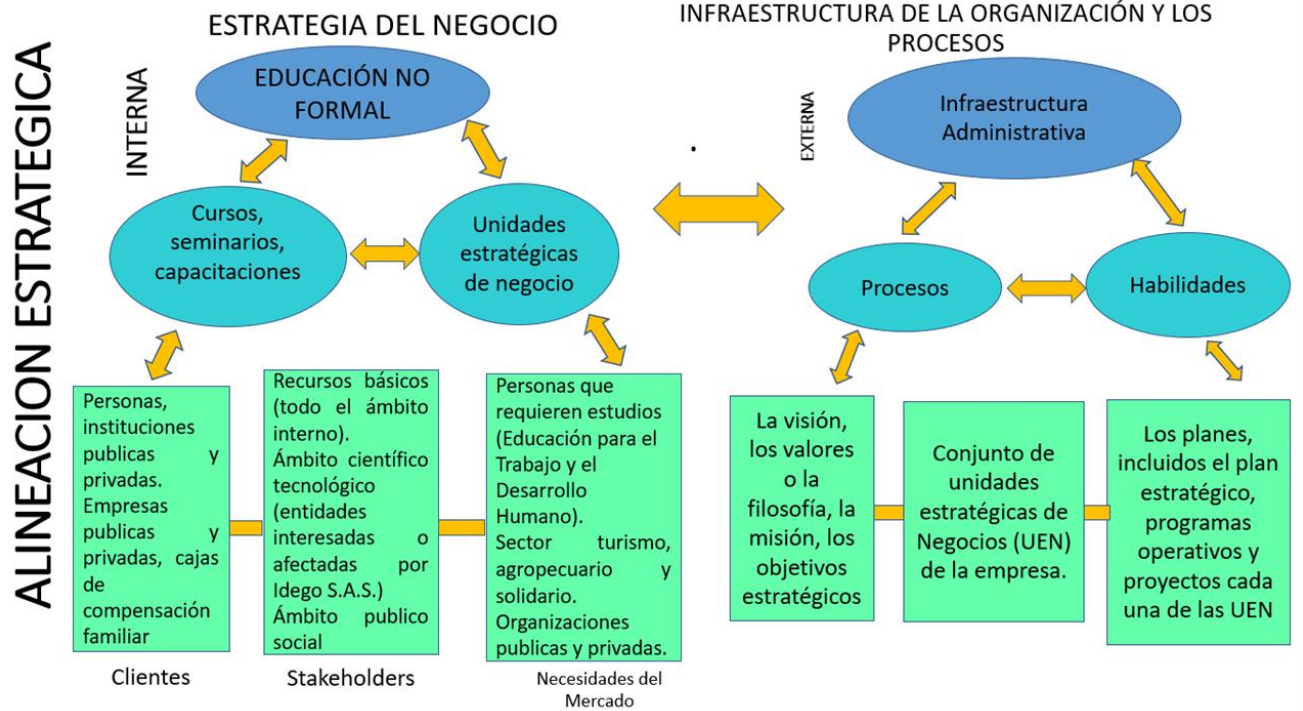 ALINEACION ESTRATEGICA
ESTRATEGIA DEL NEGOCIO
INTERNA
EDUCACIÓN NO
FORMAL
Cursos,
seminarios,
capacitaciones
Unidades
estratégicas
de negocio
Personas,
instituciones
publicas y
privadas.
Empresas
publicas y
privadas, cajas
de
compensación
familiar
Clientes
Recursos básicos
(todo el ámbito
interno).
Ámbito científico
tecnológico
(entidades
interesadas o
afectadas por
Idego S.A.S.)
Ámbito publico
social
Stakeholders
Personas que
requieren estudios
(Educación para el
Trabajo y el
Desarrollo
Humano).
Sector turismo,
agropecuario y
solidario.
Organizaciones
publicas y privadas.
Necesidades del
Mercado
INFRAESTRUCTURA DE LA ORGANIZACIÓN Y LOS
PROCESOS
EXTERNA
Infraestructura
Administrativa
Procesos
Habilidades
La visión,
los valores
o la
filosofía, la
misión, los
objetivos
estratégicos
Conjunto de
unidades
estratégicas de
Negocios (UEN)
de la empresa.
Los planes,
incluidos el plan
estratégico,
programas
operativos y
proyectos cada
una de las UEN